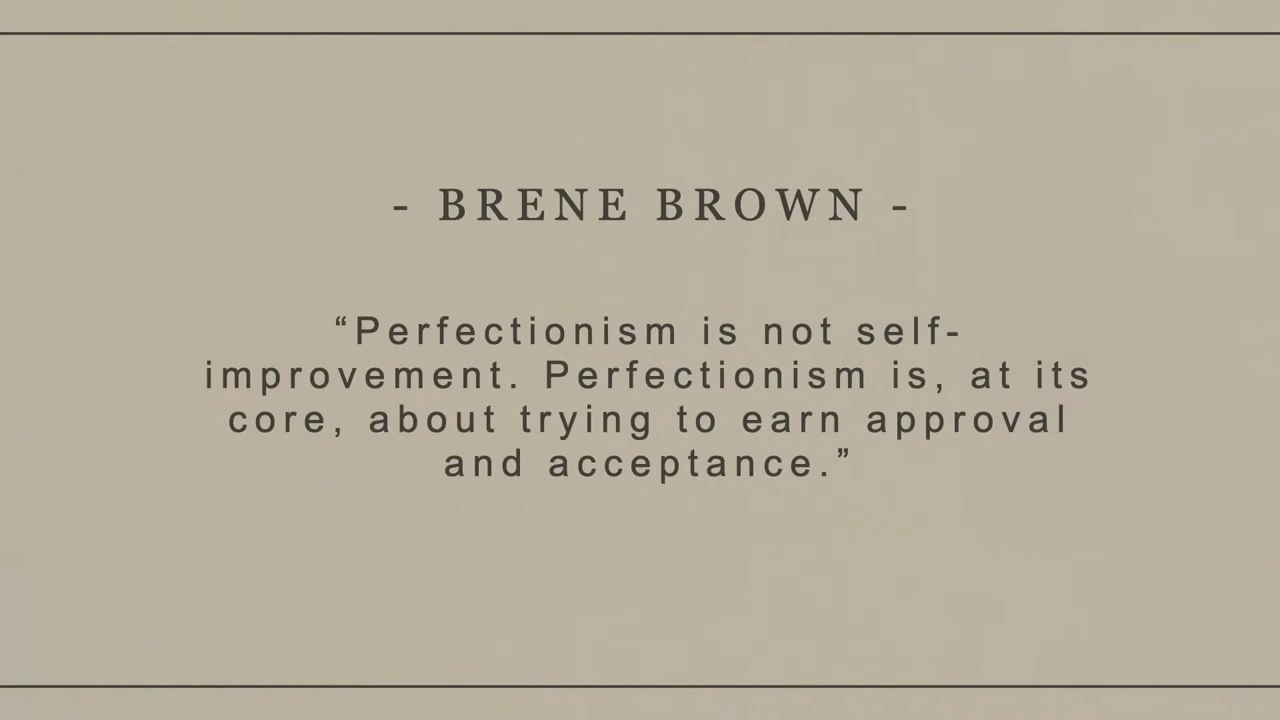 - BRENE BROWN -
“Perfectionism is not self-
improvement. Perfectionism is, at its
core, about trying to earn approval
and acceptance.”